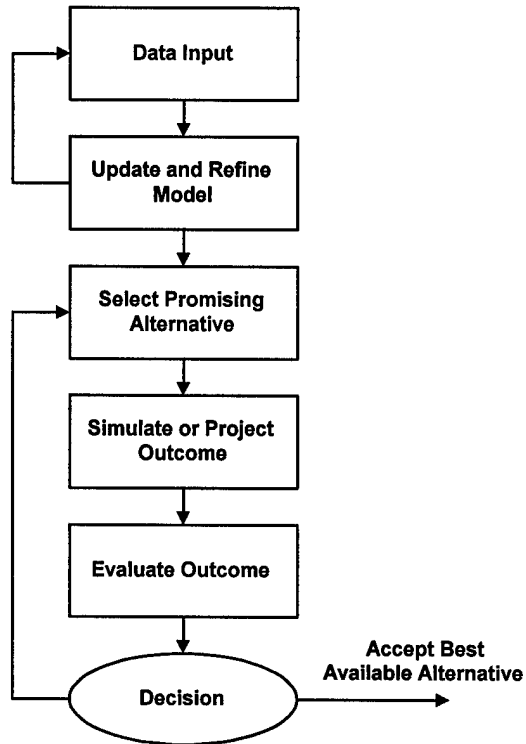 Data Input
Update and Refine
Model
Select Promising
Alternative
Simulate or Project
Outcome
Evaluate Outcome
Accept Best
Available Alternative
Decision